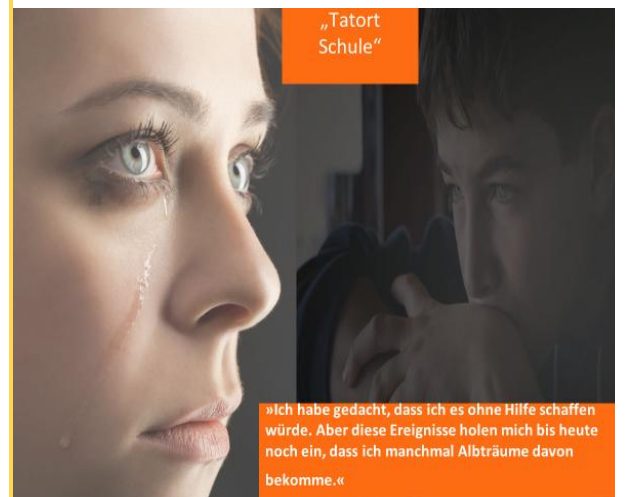 „Tatort
Schule“
»Ich habe gedacht, dass ich es ohne Hilfe schaffen
würde. Aber diese Ereignisse holen mich bis heute
noch ein, dass ich manchmal Albträume davon
bekomme.«